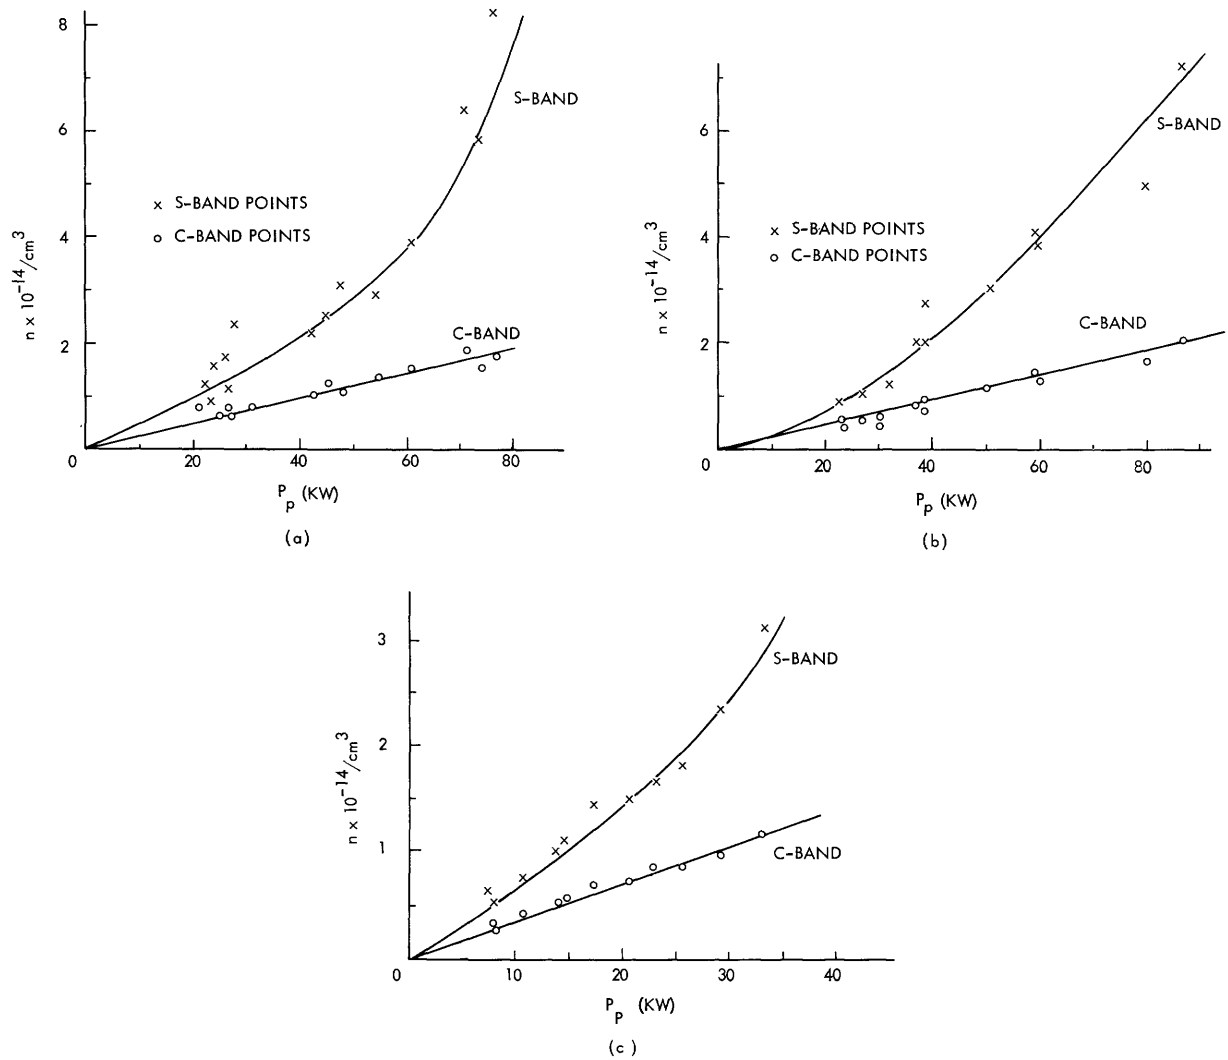 8
6
4
2
0
20
40
60
80
n x 10⁻¹⁴/cm³
S-BAND
x S-BAND POINTS
o C-BAND POINTS
C-BAND
P_p (KW)
(a)
6
4
2
0
20
40
60
80
n x 10⁻¹⁴/cm³
S-BAND
x S-BAND POINTS
o C-BAND POINTS
C-BAND
P_p (KW)
(b)
3
2
1
0
10
20
30
40
n x 10⁻¹⁴/cm³
S-BAND
C-BAND
P_P (KW)
(c)